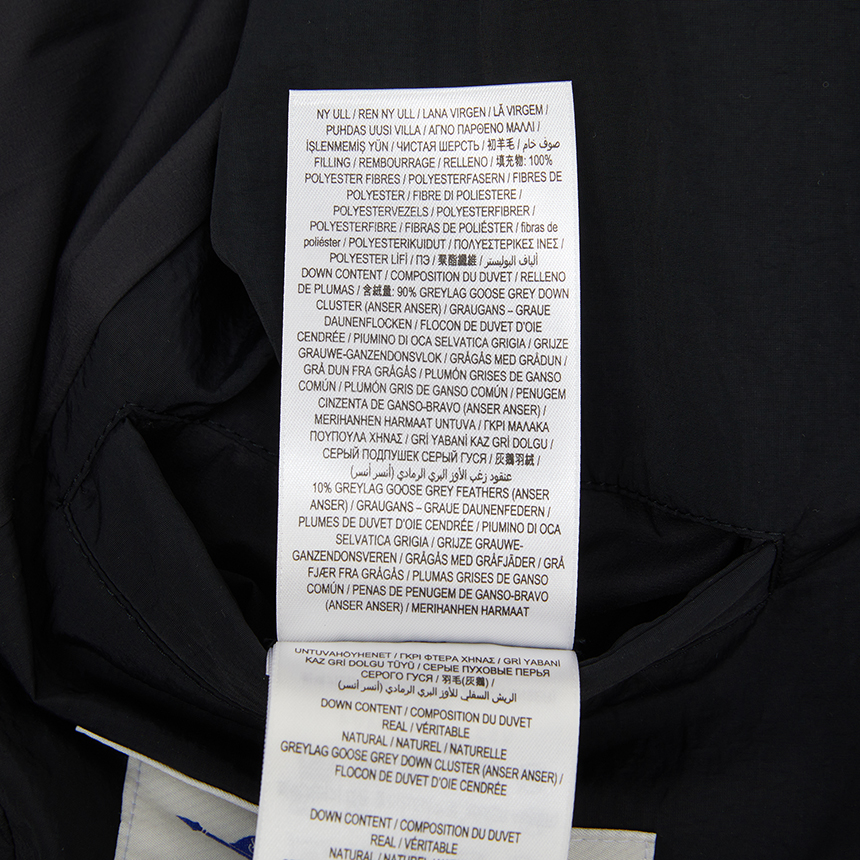 NY ULL / REN NY ULL / LANA VIRGEN / LÃ VIRGEM /
PUHDAS UUSI VILLA / ΑΓΝΟ ΠΑΡΘΕΝΟ ΜΑΛΛΙ /
İŞLENMEMİŞ YÜN / ЧИСТАЯ ШЕРСТЬ / 初羊毛 / صوف خام /
FILLING / REMBOURRAGE / RELLENO / 填充物: 100%
POLYESTER FIBRES / POLYESTERFASERN / FIBRES DE
POLYESTER / FIBRE DI POLIESTERE /
POLYESTERVEZELS / POLYESTERFIBRER /
POLYESTERFIBRE / FIBRAS DE POLIÉSTER / fibras de
poliéster / POLYESTERIKUIDUT / ΠΟΛΥΕΣΤΕΡΙΚΕΣ ΙΝΕΣ /
POLYESTER LİFİ / ПЭ / 聚酯纖維 / ألياف البوليستر /
DOWN CONTENT / COMPOSITION DU DUVET / RELLENO
DE PLUMAS / 含絨量: 90% GREYLAG GOOSE GREY DOWN
CLUSTER (ANSER ANSER) / GRAUGANS – GRAUE
DAUNENFLOCKEN / FLOCON DE DUVET D'OIE
CENDRÉE / PIUMINO DI OCA SELVATICA GRIGIA / GRIJZE
GRAUWE-GANZENDONSVLOK / GRÅGÅS MED GRÅDUN /
GRÅ DUN FRA GRÅGÅS / PLUMÓN GRISES DE GANSO
COMÚN / PLUMÓN GRIS DE GANSO COMÚN / PENUGEM
CINZENTA DE GANSO-BRAVO (ANSER ANSER) /
MERIHANHEN HARMAAT UNTUVA / ΓΚΡΙ ΜΑΛΑΚΑ
ΠΟΥΠΟΥΛΑ ΧΗΝΑΣ / GRİ YABANİ KAZ GRİ DOLGU /
СЕРЫЙ ПОДПУШЕК СЕРЫЙ ГУСЯ / 灰鵝羽絨 /
عنقود زغب الأوز البري الرمادي (أنسر أنسر)
10% GREYLAG GOOSE GREY FEATHERS (ANSER
ANSER) / GRAUGANS – GRAUE DAUNENFEDERN /
PLUMES DE DUVET D'OIE CENDRÉE / PIUMINO DI OCA
SELVATICA GRIGIA / GRIJZE GRAUWE-
GANZENDONSVEREN / GRÅGÅS MED GRÅFJÄDER / GRÅ
FJÆR FRA GRÅGÅS / PLUMAS GRISES DE GANSO
COMÚN / PENAS DE PENUGEM DE GANSO-BRAVO
(ANSER ANSER) / MERIHANHEN HARMAAT
UNTUVAHÖYHENET / ΓΚΡΙ ΦΤΕΡΑ ΧΗΝΑΣ / GRİ YABANİ
KAZ GRİ DOLGU TÜYÜ / СЕРЫЕ ПУХОВЫЕ ПЕРЬЯ
СЕРОГО ГУСЯ / 羽毛(灰鵝) /
الريش السفلي للأوز البري الرمادي (أنسر أنسر)
DOWN CONTENT / COMPOSITION DU DUVET
REAL / VÉRITABLE
NATURAL / NATUREL / NATURELLE
GREYLAG GOOSE GREY DOWN CLUSTER (ANSER ANSER) /
FLOCON DE DUVET D'OIE CENDRÉE
DOWN CONTENT / COMPOSITION DU DUVET
REAL / VÉRITABLE
NATURAL / NATUREL / NATURELLE